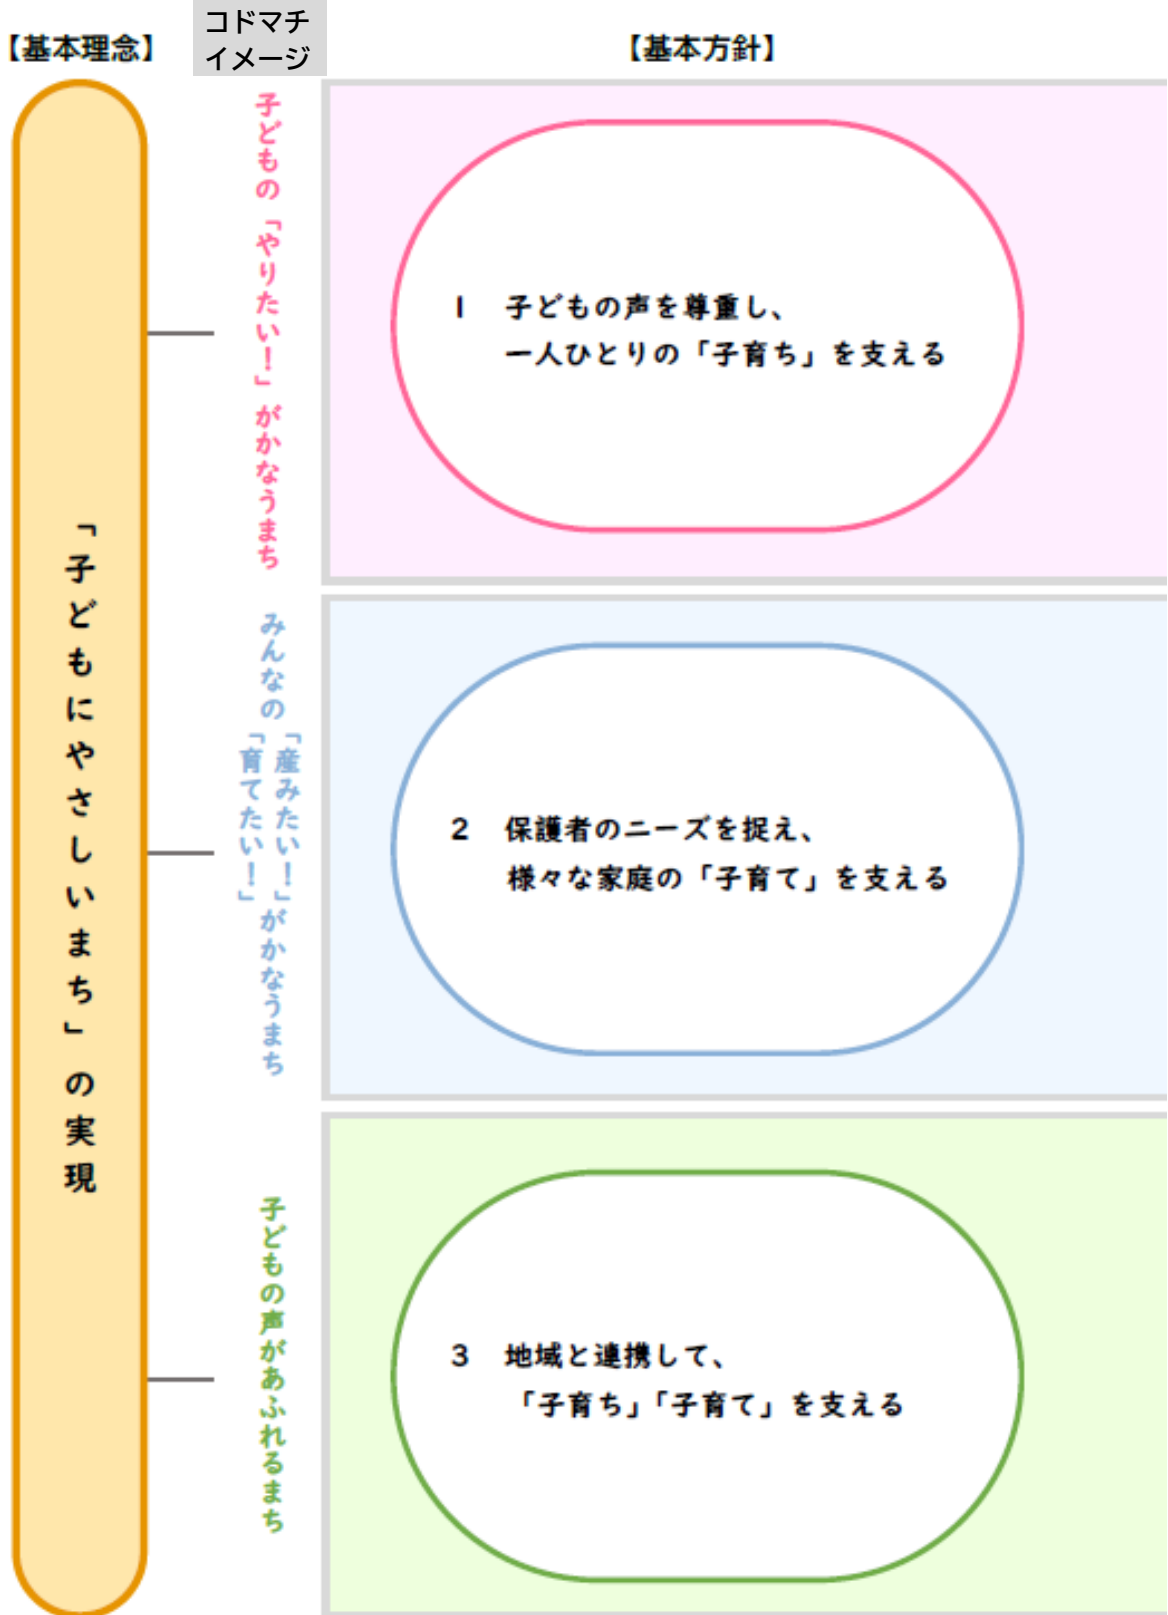 【基本理念】
コドマチ
イメージ
【基本方針】
「子どもにやさしいまち」の実現
子どもの「やりたい！」がかなうまち
1 子どもの声を尊重し、
一人ひとりの「子育ち」を支える
みんなの「産みたい！」「育てたい！」がかなうまち
2 保護者のニーズを捉え、
様々な家庭の「子育て」を支える
子どもの声があふれるまち
3 地域と連携して、
「子育ち」「子育て」を支える